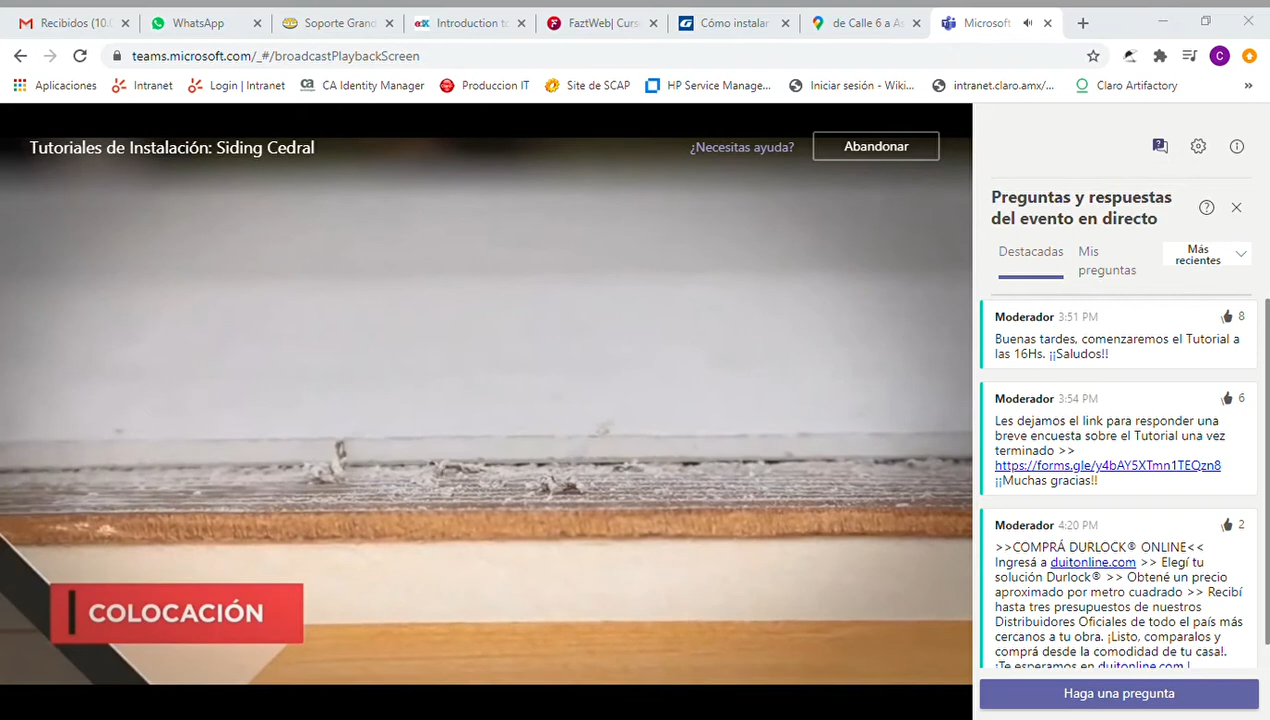 Recibidos (10.
WhatsApp
Soporte Grand
Introduction to
FaztWeb| Curs
Cómo instalar
de Calle 6 a As
Microsoft
teams.microsoft.com/_#/broadcastPlaybackScreen
C
Aplicaciones
Intranet
Login | Intranet
CA Identity Manager
Produccion IT
Site de SCAP
HP Service Manage...
Iniciar sesión - Wiki...
intranet.claro.amx/...
Claro Artifactory
»
Tutoriales de Instalación: Siding Cedral
¿Necesitas ayuda?
Abandonar
COLOCACIÓN
Preguntas y respuestas
del evento en directo
Destacadas
Mis
preguntas
Más
recientes
Moderador 3:51 PM
8
Buenas tardes, comenzaremos el Tutorial a
las 16Hs. ¡¡Saludos!!
Moderador 3:54 PM
6
Les dejamos el link para responder una
breve encuesta sobre el Tutorial una vez
terminado >>
https://forms.gle/y4bAY5XTmn1TEQzn8
¡¡Muchas gracias!!
Moderador 4:20 PM
2
>>COMPRÁ DURLOCK® ONLINE<<
Ingresá a duitonline.com >> Elegí tu
solución Durlock® >> Obtené un precio
aproximado por metro cuadrado >> Recibí
hasta tres presupuestos de nuestros
Distribuidores Oficiales de todo el país más
cercanos a tu obra. ¡Listo, comparalos y
comprá desde la comodidad de tu casa!.
¡Te esperamos en duitonline.com |
Haga una pregunta